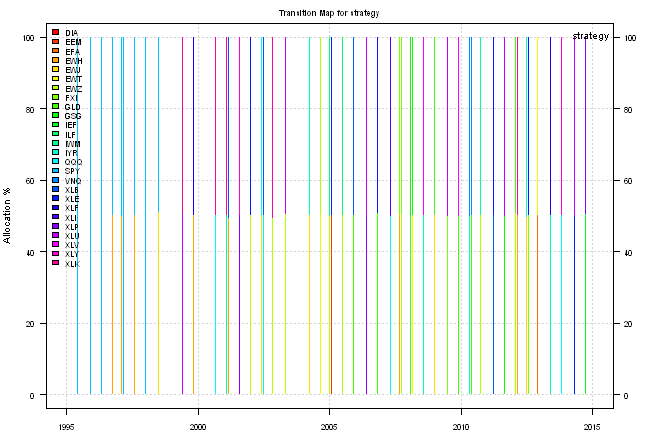 Transition Map for strategy
strategy
100
80
60
40
20
0
Allocation %
DIA
EEM
EFA
EWH
EWJ
EWT
EWZ
FXI
GLD
GSG
IEF
ILF
IWM
IYR
QQQ
SPY
VNQ
XLB
XLE
XLF
XLI
XLP
XLU
XLV
XLY
XLK
100
80
60
40
20
0
1995
2000
2005
2010
2015